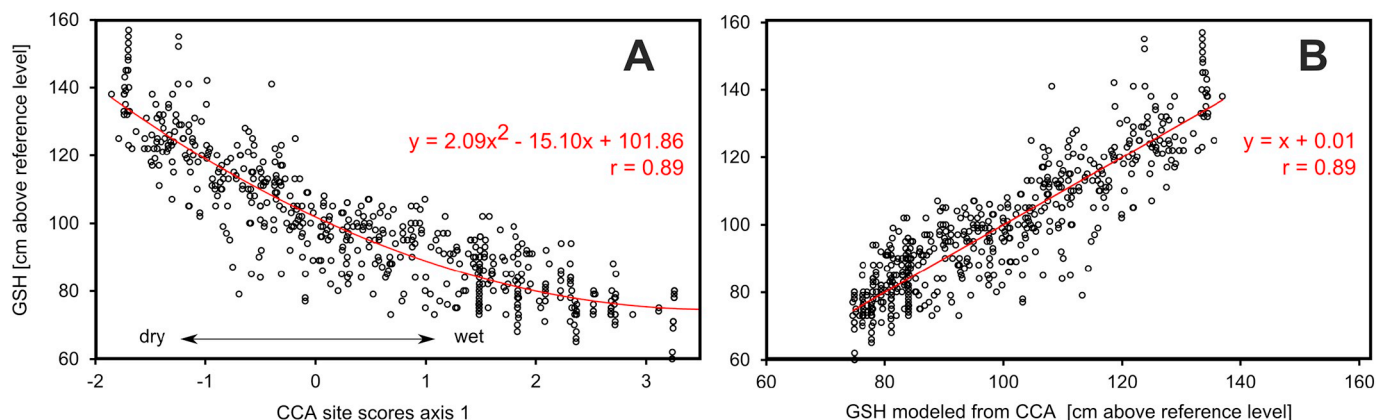 GSH [cm above reference level]
160
140
120
100
80
60
A
y = 2.09x² - 15.10x + 101.86
r = 0.89
dry
wet
-2 -1 0 1 2 3
CCA site scores axis 1
160
140
120
100
80
60
B
y = x + 0.01
r = 0.89
60 80 100 120 140 160
GSH modeled from CCA [cm above reference level]